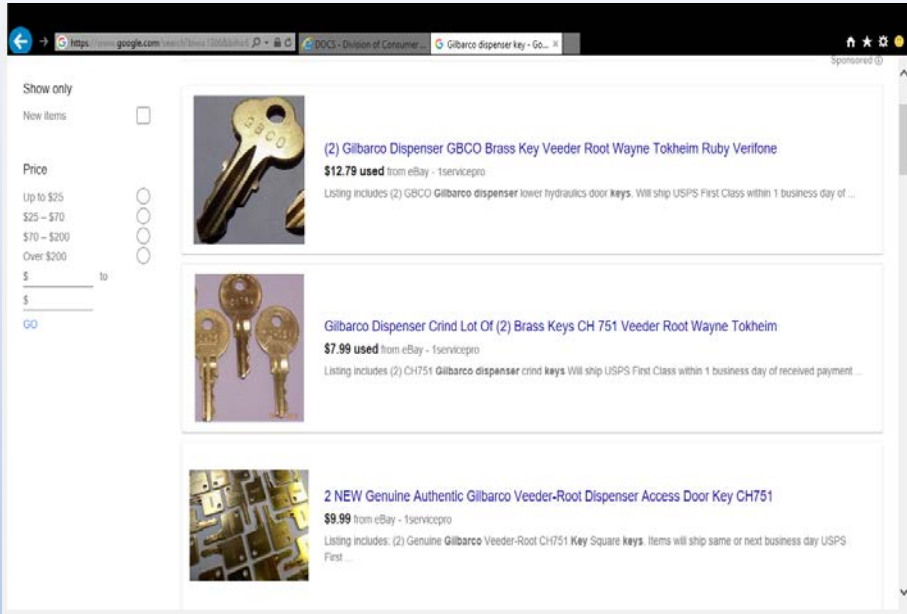 https://www.google.com/
DOCS - Division of Consumer ...
Gilbarco dispenser key - Go...
Sponsored
Show only
New items
Price
Up to $25
$25 – $70
$70 – $200
Over $200
$ to
$
GO
GBCO
(2) Gilbarco Dispenser GBCO Brass Key Veeder Root Wayne Tokheim Ruby Verifone
$12.79 used from eBay - 1servicepro
Listing includes (2) GBCO Gilbarco dispenser lower hydraulics door keys. Will ship USPS First Class within 1 business day of ...
CH751
Gilbarco Dispenser Crind Lot Of (2) Brass Keys CH 751 Veeder Root Wayne Tokheim
$7.99 used from eBay - 1servicepro
Listing includes (2) CH751 Gilbarco dispenser crind keys Will ship USPS First Class within 1 business day of received payment ...
2 NEW Genuine Authentic Gilbarco Veeder-Root Dispenser Access Door Key CH751
$9.99 from eBay - 1servicepro
Listing includes: (2) Genuine Gilbarco Veeder-Root CH751 Key Square keys. Items will ship same or next business day USPS
First ...